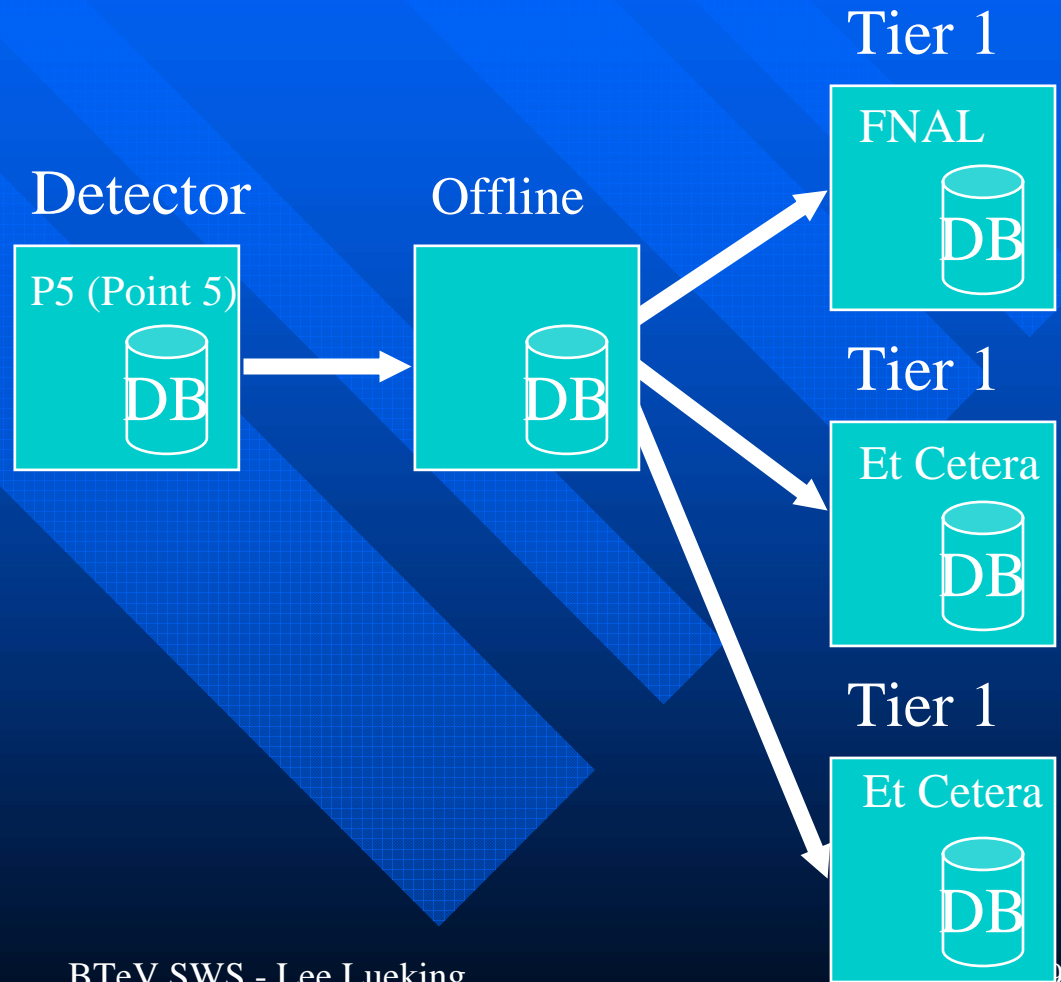 Tier 1
FNAL
DB
Detector
P5 (Point 5)
DB
Offline
DB
Tier 1
Et Cetera
DB
Tier 1
Et Cetera
DB
BTeV SWS - Lee Lueking